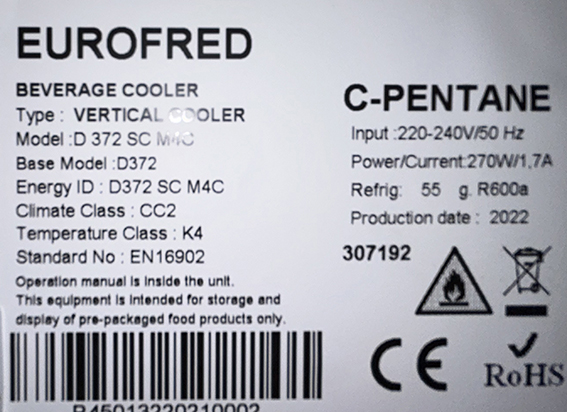 EUROFRED
BEVERAGE COOLER
Type : VERTICAL COOLER
Model :D 372 SC M4C
Base Model :D372
Energy ID : D372 SC M4C
Climate Class : CC2
Temperature Class : K4
Standard No : EN16902
Operation manual is inside the unit.
This equipment is intended for storage and
display of pre-packaged food products only.
C-PENTANE
Input :220-240V/50 Hz
Power/Current:270W/1,7A
Refrig: 55 g. R600a
Production date : 2022
307192
CE
RoHS